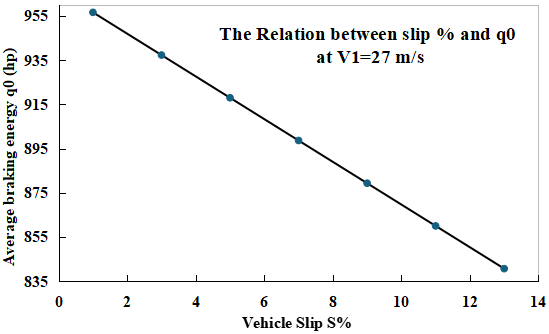 The Relation between slip % and q0
at V1=27 m/s
Average braking energy q0 (hp)
955
935
915
895
875
855
835
0 2 4 6 8 10 12 14
Vehicle Slip S%